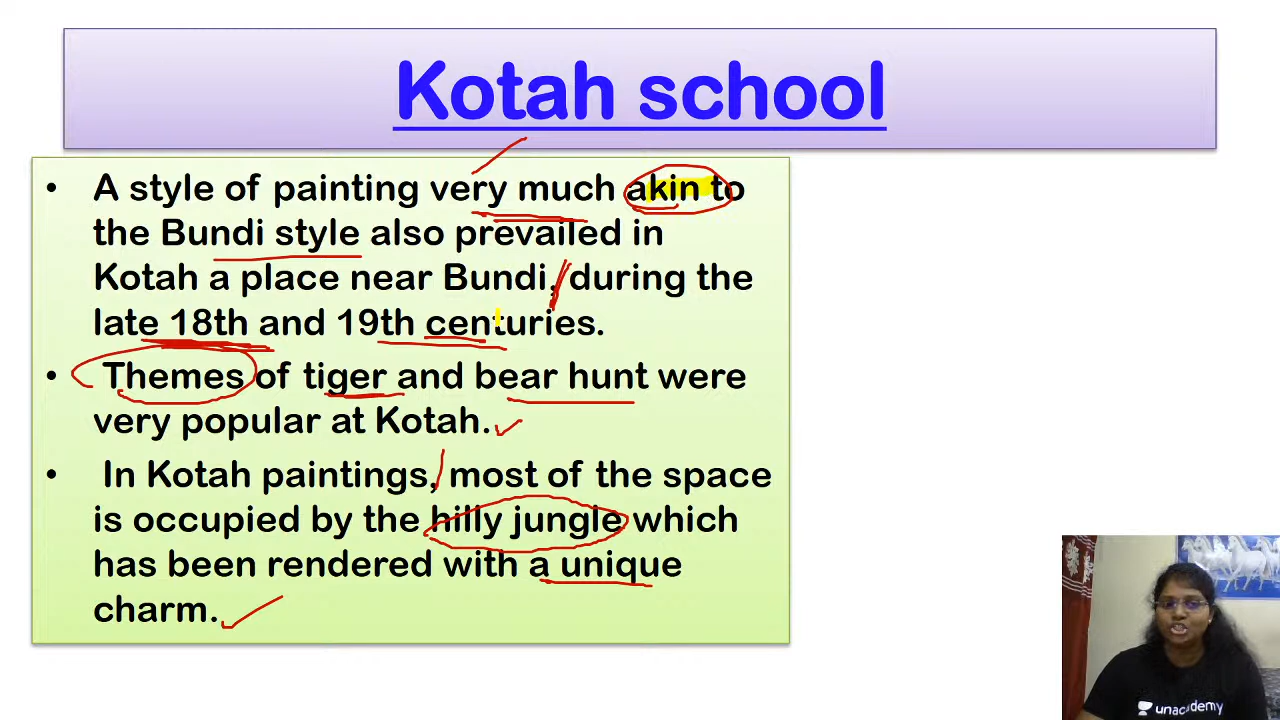 Kotah school
• A style of painting very much akin to
the Bundi style also prevailed in
Kotah a place near Bundi, during the
late 18th and 19th centuries.
• Themes of tiger and bear hunt were
very popular at Kotah.
• In Kotah paintings, most of the space
is occupied by the hilly jungle which
has been rendered with a unique
charm.
unacademy